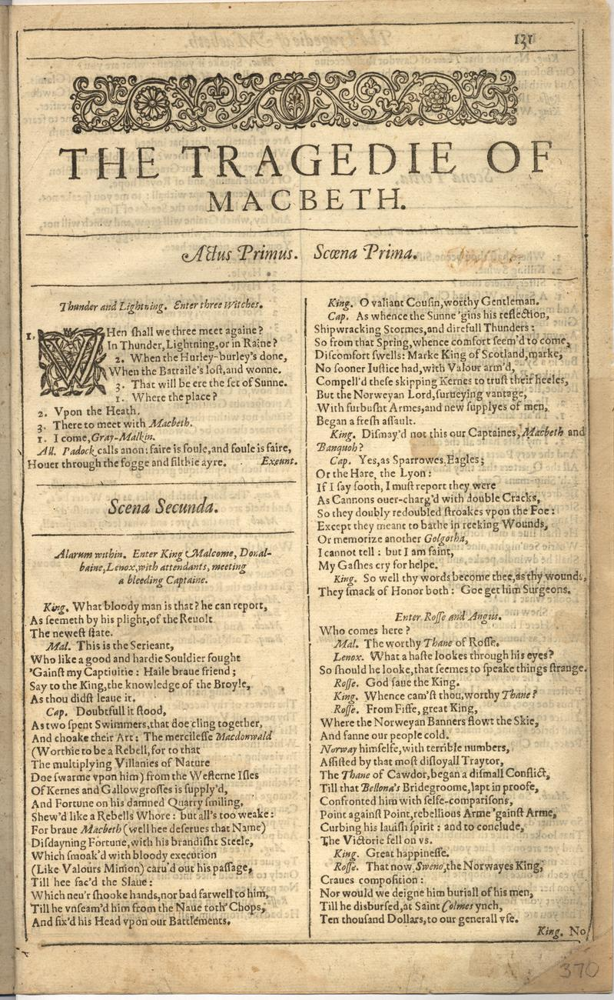 131
THE TRAGEDIE OF
MACBETH.
Actus Primus. Scœna Prima.
Thunder and Lightning. Enter three Witches.
1. WHen ſhall we three meet againe?
In Thunder, Lightning, or in Raine?
2. When the Hurley-burley's done,
When the Battaile's loſt, and wonne.
3. That will be ere the ſet of Sunne.
1. Where the place?
2. Vpon the Heath.
3. There to meet with Macbeth.
1. I come, Gray-Malkin.
All. Padock calls anon: faire is foule, and foule is faire,
Houer through the fogge and filthie ayre. Exeunt.
Scena Secunda.
Alarum within. Enter King Malcome, Donal-
baine, Lenox, with attendants, meeting
a bleeding Captaine.
King. What bloody man is that? he can report,
As ſeemeth by his plight, of the Reuolt
The neweſt ſtate.
Mal. This is the Serieant,
Who like a good and hardie Souldier fought
'Gainſt my Captiuitie: Haile braue friend;
Say to the King, the knowledge of the Broyle,
As thou didſt leaue it.
Cap. Doubtfull it ſtood,
As two ſpent Swimmers, that doe cling together,
And choake their Art: The mercileſſe Macdonwald
(Worthie to be a Rebell, for to that
The multiplying Villanies of Nature
Doe ſwarme vpon him) from the Weſterne Iſles
Of Kernes and Gallowgroſſes is ſupply'd,
And Fortune on his damned Quarry ſmiling,
Shew'd like a Rebells Whore: but all's too weake:
For braue Macbeth (well hee deſerues that Name)
Diſdayning Fortune, with his brandiſht Steele,
Which ſmoak'd with bloody execution
(Like Valours Minion) caru'd out his paſſage,
Till hee fac'd the Slaue:
Which neu'r ſhooke hands, nor bad farwell to him,
Till he vnſeam'd him from the Naue toth' Chops,
And fix'd his Head vpon our Battlements.
King. O valiant Couſin, worthy Gentleman.
Cap. As whence the Sunne 'gins his reflection,
Shipwracking Stormes, and direfull Thunders:
So from that Spring, whence comfort ſeem'd to come,
Diſcomfort ſwells: Marke King of Scotland, marke,
No ſooner Iuſtice had, with Valour arm'd,
Compell'd theſe skipping Kernes to truſt their heeles,
But the Norweyan Lord, ſurueying vantage,
With furbuſht Armes, and new ſupplyes of men,
Began a freſh aſſault.
King. Diſmay'd not this our Captaines, Macbeth and
Banquoh?
Cap. Yes, as Sparrowes, Eagles;
Or the Hare, the Lyon:
If I ſay ſooth, I muſt report they were
As Cannons ouer-charg'd with double Cracks,
So they doubly redoubled ſtroakes vpon the Foe:
Except they meant to bathe in reeking Wounds,
Or memorize another Golgotha,
I cannot tell: but I am faint,
My Gaſhes cry for helpe.
King. So well thy words become thee, as thy wounds,
They ſmack of Honor both: Goe get him Surgeons.
Enter Roſſe and Angus.
Who comes here?
Mal. The worthy Thane of Roſſe.
Lenox. What a haſte lookes through his eyes?
So ſhould he looke, that ſeemes to ſpeake things ſtrange.
Roſſe. God ſaue the King.
King. Whence cam'ſt thou, worthy Thane?
Roſſe. From Fiffe, great King,
Where the Norweyan Banners flowt the Skie,
And fanne our people cold.
Norway himſelfe, with terrible numbers,
Aſſiſted by that moſt diſloyall Traytor,
The Thane of Cawdor, began a diſmall Conflict,
Till that Bellona's Bridegroome, lapt in proofe,
Confronted him with ſelfe-compariſons,
Point againſt Point, rebellious Arme 'gainſt Arme,
Curbing his lauiſh ſpirit: and to conclude,
The Victorie fell on vs.
King. Great happineſſe.
Roſſe. That now Sweno, the Norwayes King,
Craues compoſition:
Nor would we deigne him buriall of his men,
Till he disburſed, at Saint Colmes ynch,
Ten thouſand Dollars, to our generall vſe.
King. No
370